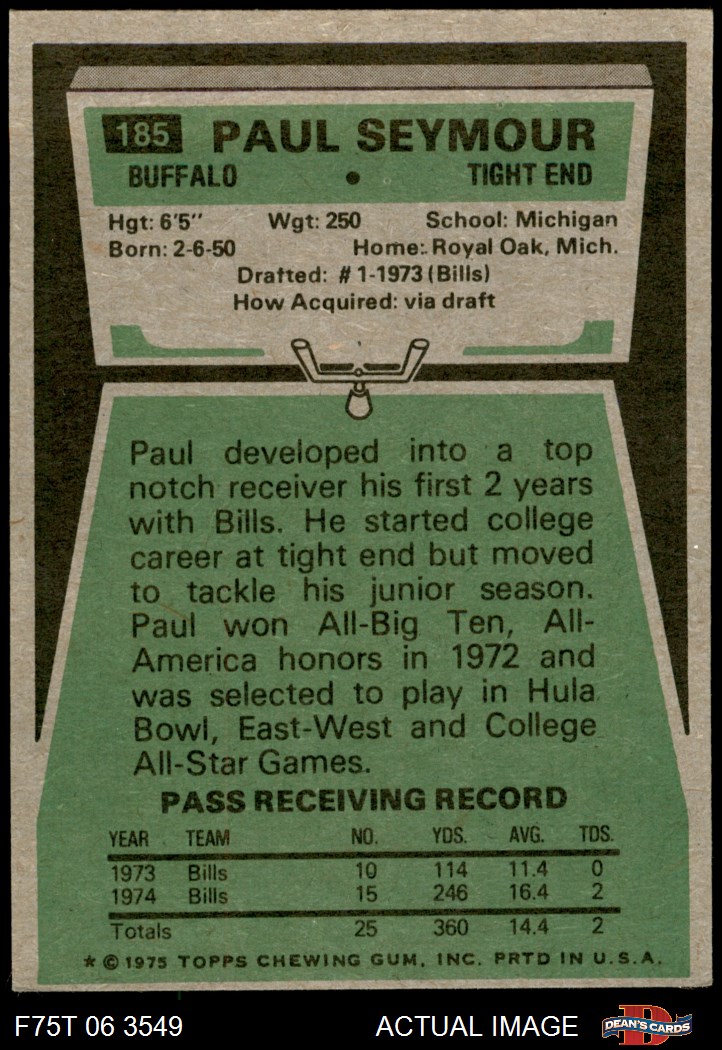 185 PAUL SEYMOUR
BUFFALO • TIGHT END
Hgt: 6'5" Wgt: 250 School: Michigan
Born: 2-6-50 Home: Royal Oak, Mich.
Drafted: #1-1973 (Bills)
How Acquired: via draft
Paul developed into a top
notch receiver his first 2 years
with Bills. He started college
career at tight end but moved
to tackle his junior season.
Paul won All-Big Ten, All-
America honors in 1972 and
was selected to play in Hula
Bowl, East-West and College
All-Star Games.
PASS RECEIVING RECORD
YEAR TEAM NO. YDS. AVG. TDS.
1973 Bills 10 114 11.4 0
1974 Bills 15 246 16.4 2
Totals 25 360 14.4 2
* © 1975 TOPPS CHEWING GUM, INC. PRTD IN U.S.A.
F75T 06 3549 ACTUAL IMAGE DEAN'S CARDS